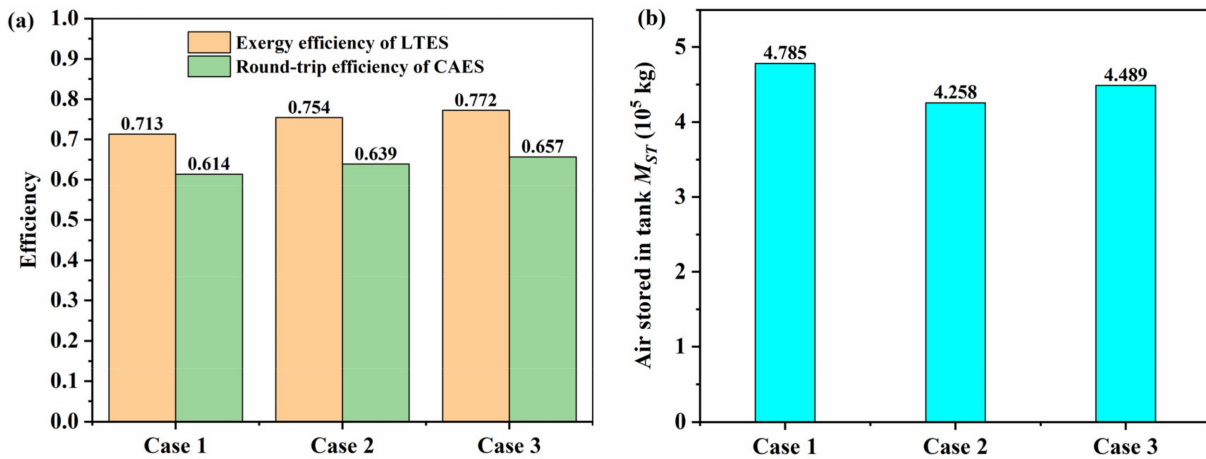 (a)
1.0
0.9
0.8
0.7
0.6
0.5
0.4
0.3
0.2
0.1
0.0
Efficiency
Exergy efficiency of LTES
Round-trip efficiency of CAES
0.713
0.614
0.754
0.639
0.772
0.657
Case 1
Case 2
Case 3
(b)
5
4
3
2
1
0
Air stored in tank M_ST (10⁵ kg)
4.785
4.258
4.489
Case 1
Case 2
Case 3